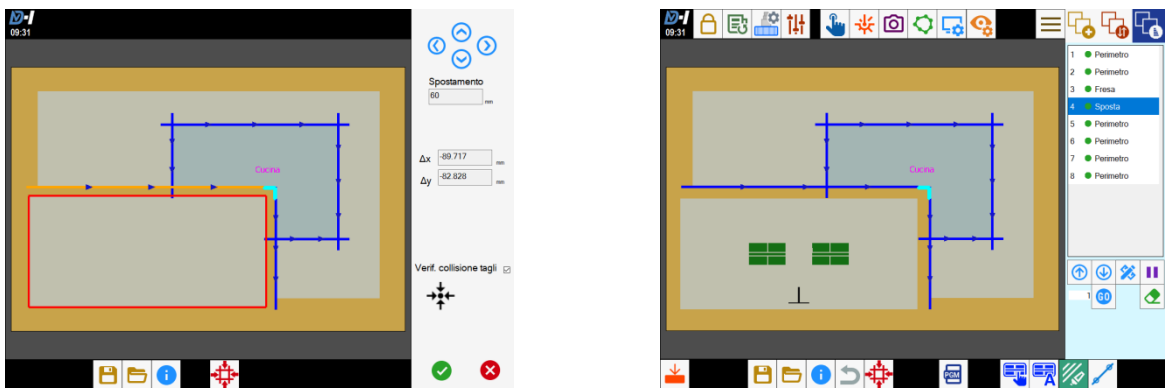 DM-I
09:31
Spostamento
60
mm
Δx -89.717 mm
Δy -82.828 mm
Cucina
Verif. collisione tagli
09:31
1 Perimetro
2 Perimetro
3 Fresa
4 Sposta
5 Perimetro
6 Perimetro
7 Perimetro
8 Perimetro
Cucina
1 GO
PGM
A